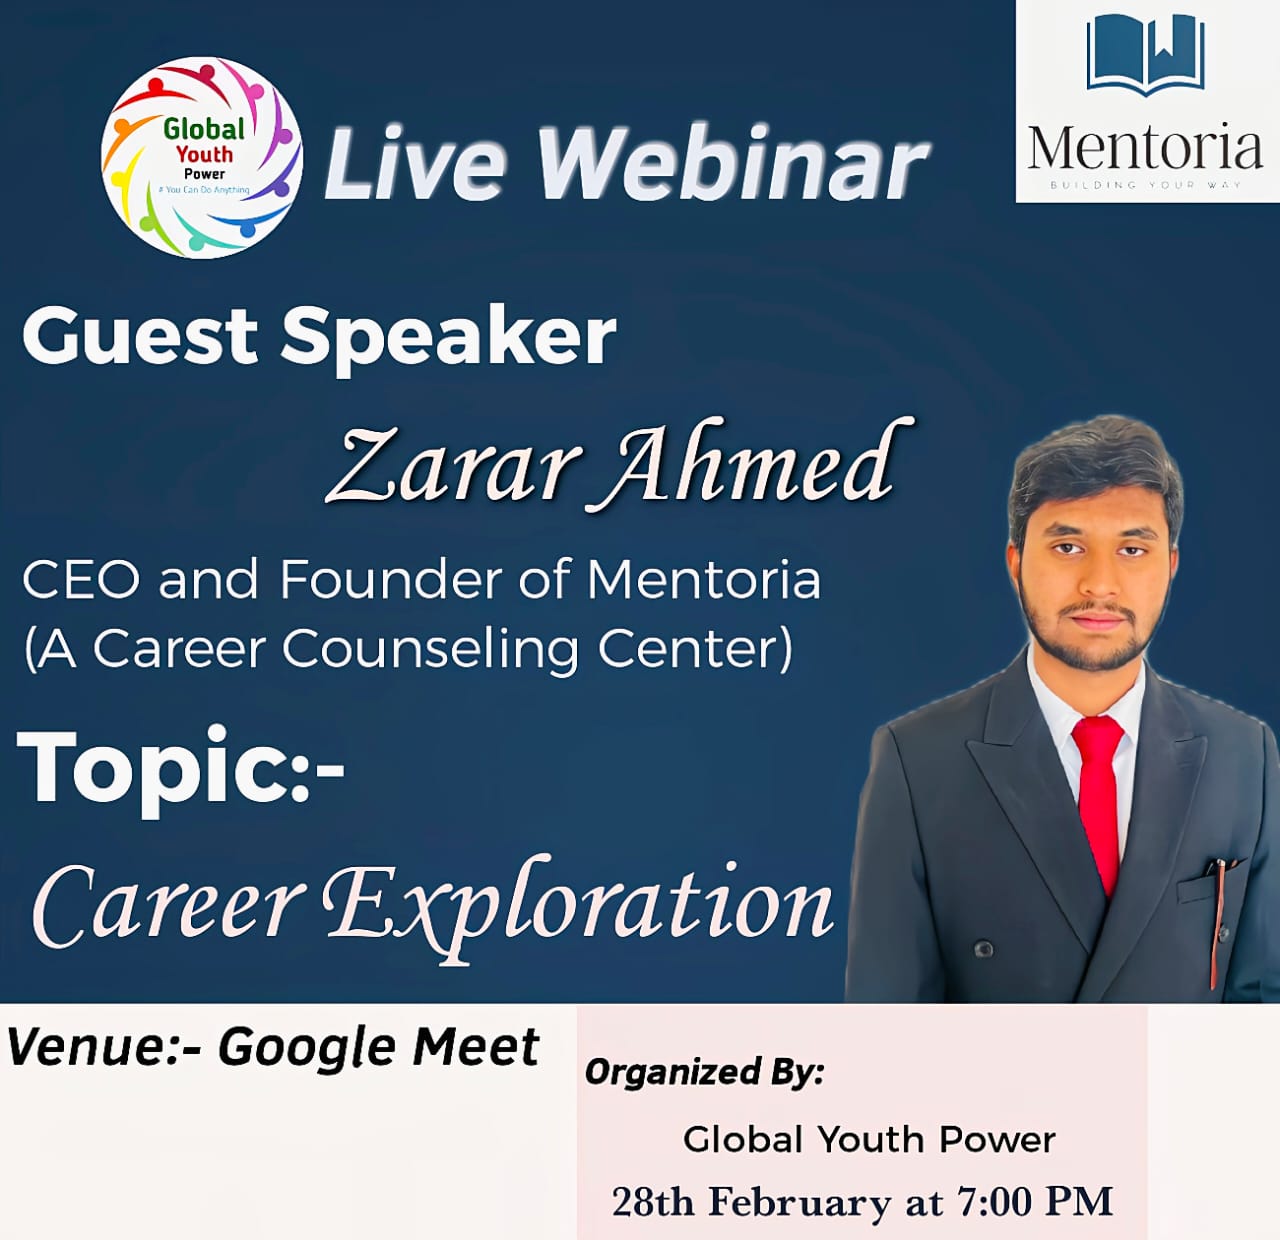 Global
Youth
Power
# You Can Do Anything
Live Webinar
Mentoria
BUILDING YOUR WAY
Guest Speaker
Zarar Ahmed
CEO and Founder of Mentoria
(A Career Counseling Center)
Topic:-
Career Exploration
Venue:- Google Meet
Organized By:
Global Youth Power
28th February at 7:00 PM